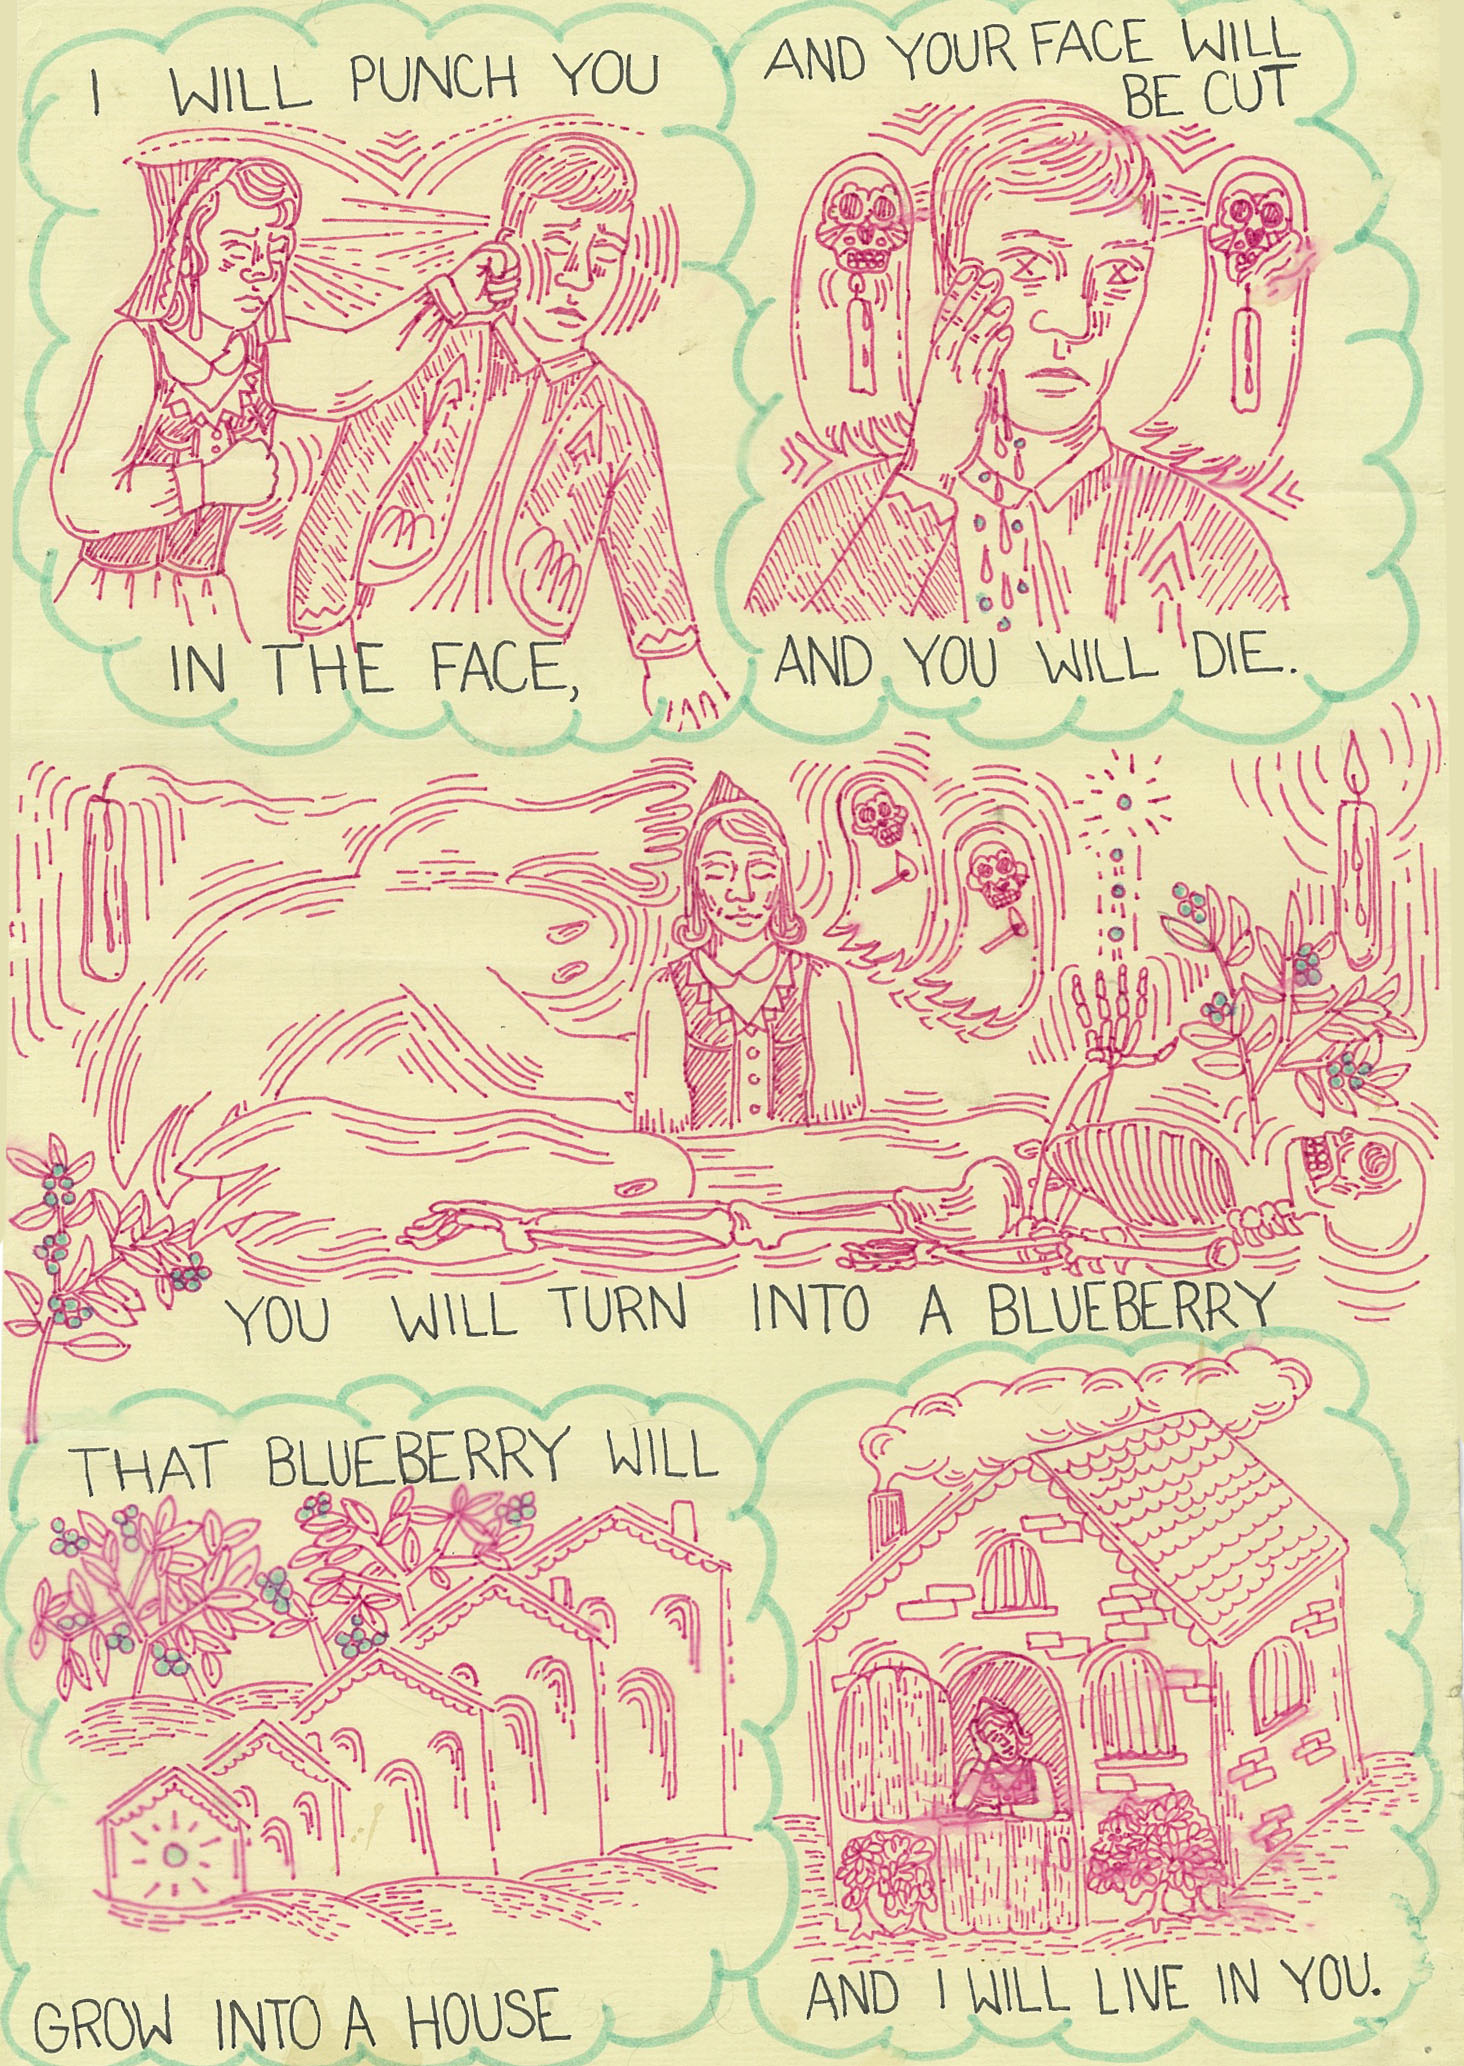 I WILL PUNCH YOU
IN THE FACE,
AND YOUR FACE WILL
BE CUT
AND YOU WILL DIE.
YOU WILL TURN INTO A BLUEBERRY
THAT BLUEBERRY WILL
GROW INTO A HOUSE
AND I WILL LIVE IN YOU.